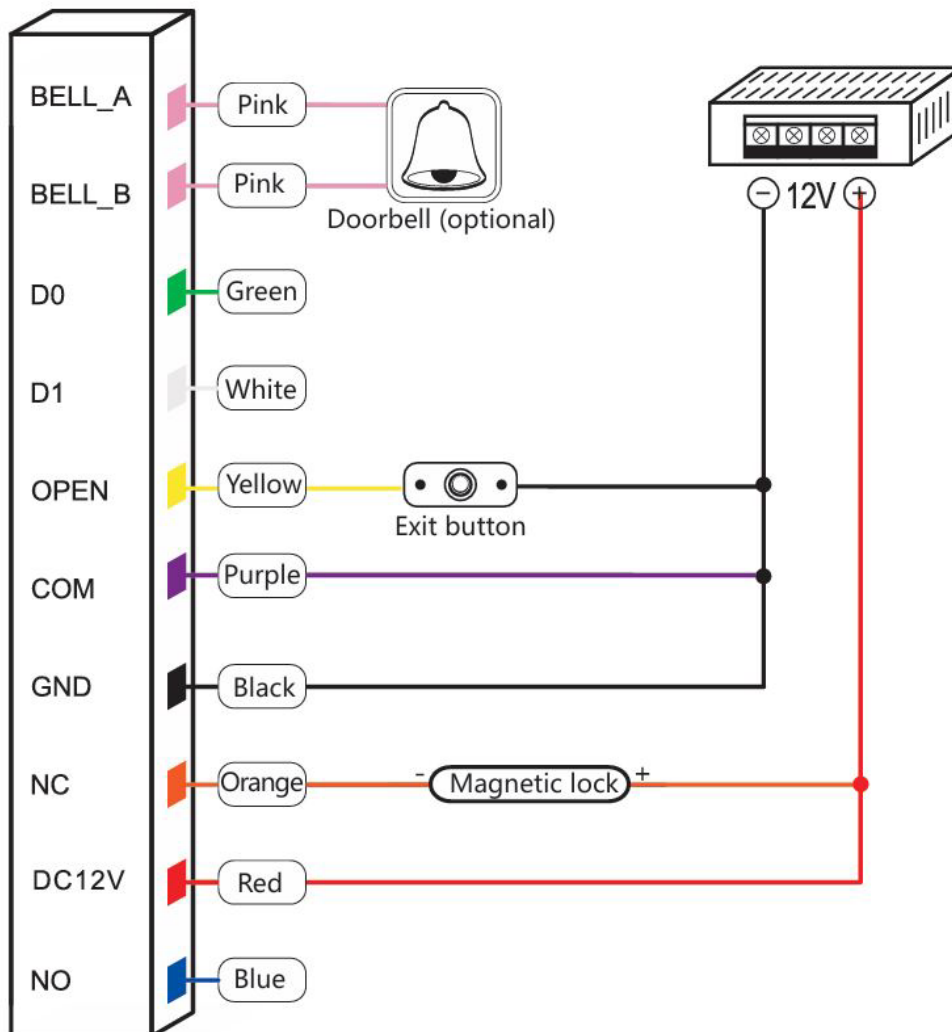 BELL_A
Pink
BELL_B
Pink
Doorbell (optional)
− 12V +
D0
Green
D1
White
OPEN
Yellow
Exit button
COM
Purple
GND
Black
NC
Orange
- Magnetic lock +
DC12V
Red
NO
Blue